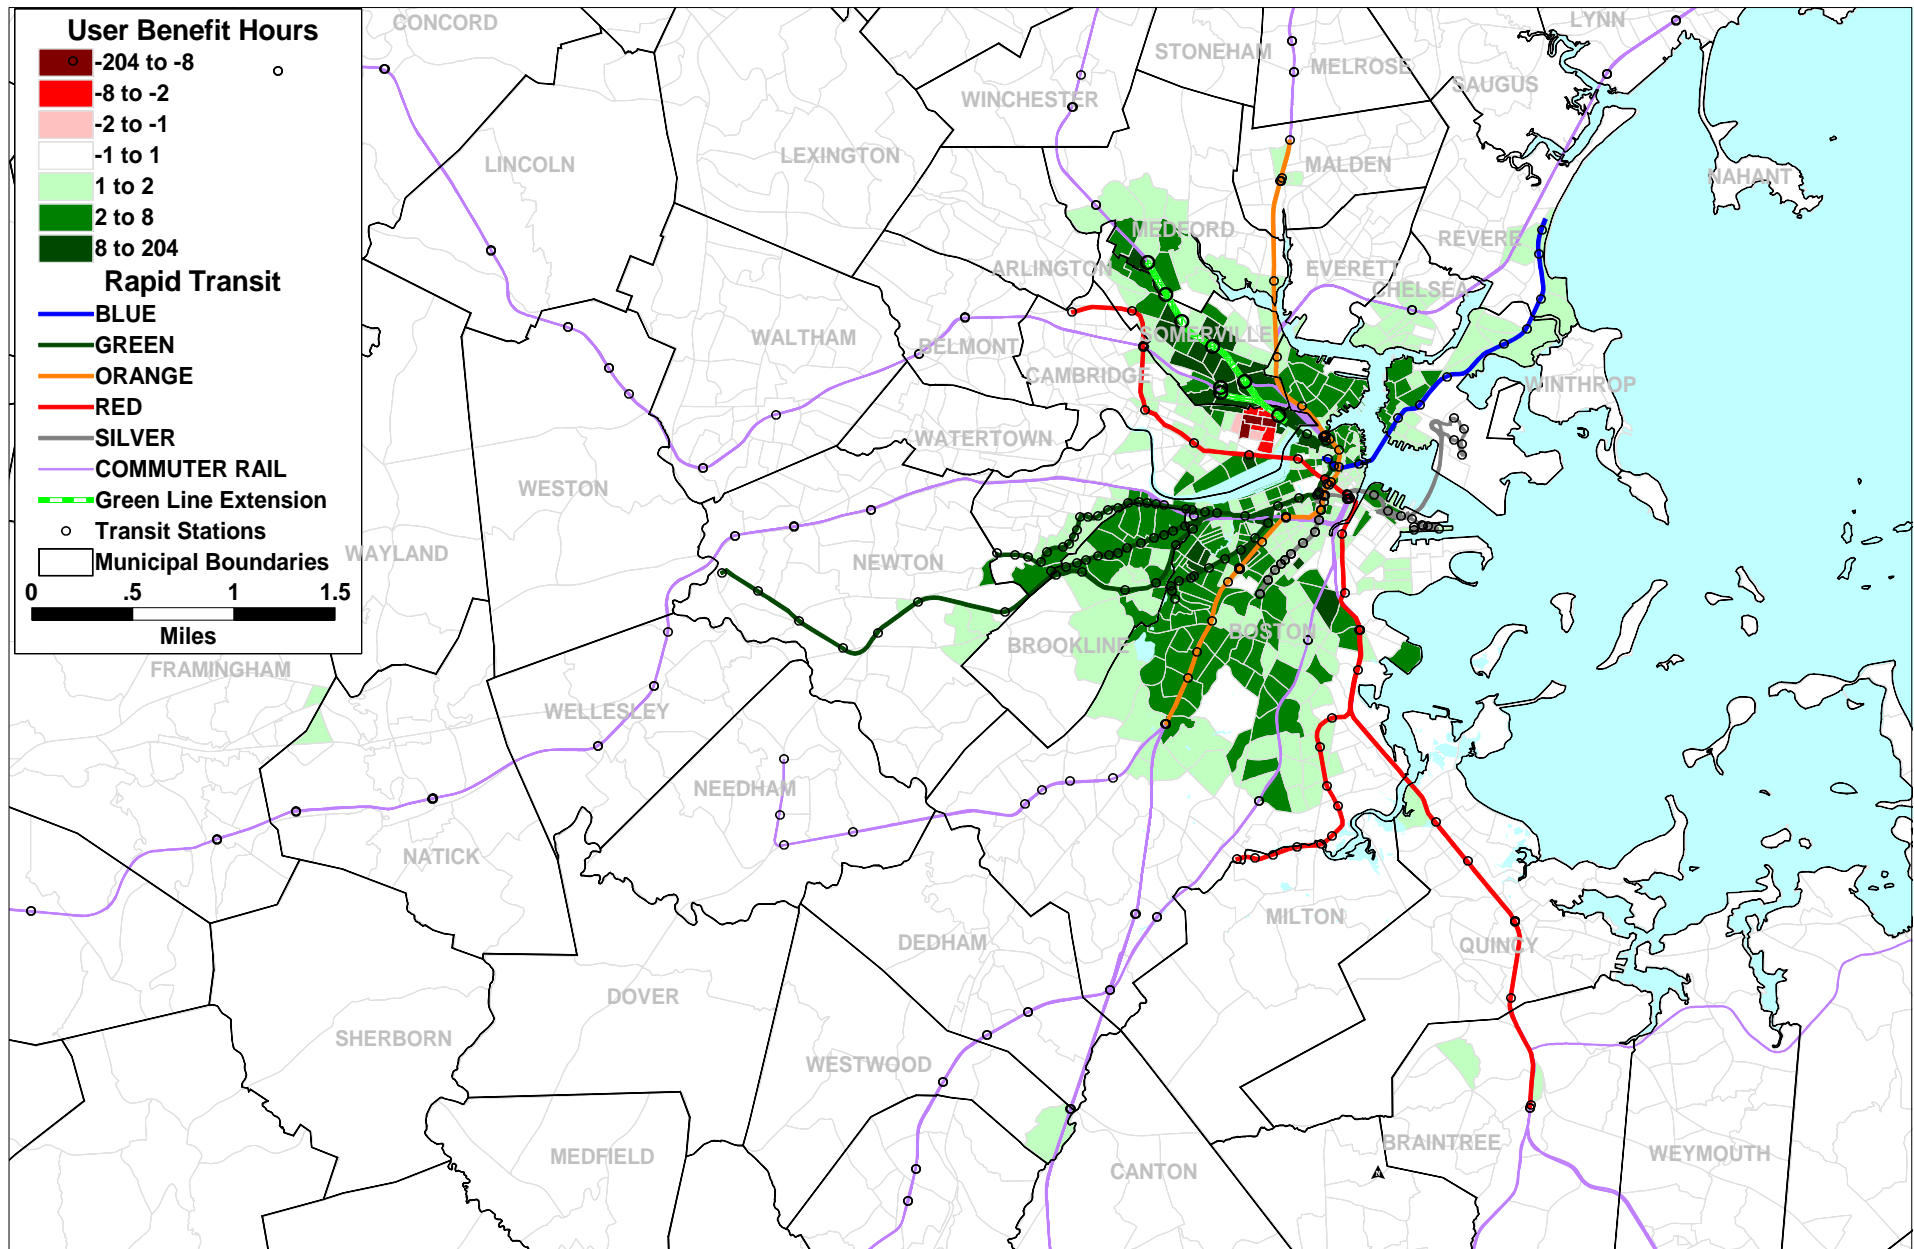 User Benefit Hours
-204 to -8
-8 to -2
-2 to -1
-1 to 1
1 to 2
2 to 8
8 to 204
Rapid Transit
BLUE
GREEN
ORANGE
RED
SILVER
COMMUTER RAIL
Green Line Extension
Transit Stations
Municipal Boundaries
0 .5 1 1.5
Miles
CONCORD
LYNN
STONEHAM
MELROSE
SAUGUS
WINCHESTER
LINCOLN
LEXINGTON
MALDEN
NAHANT
MEDFORD
REVERE
ARLINGTON
EVERETT
CHELSEA
WALTHAM
BELMONT
SOMERVILLE
CAMBRIDGE
WINTHROP
WATERTOWN
WESTON
WAYLAND
NEWTON
BOSTON
BROOKLINE
FRAMINGHAM
WELLESLEY
NEEDHAM
NATICK
MILTON
DEDHAM
QUINCY
DOVER
SHERBORN
WESTWOOD
BRAINTREE
WEYMOUTH
MEDFIELD
CANTON